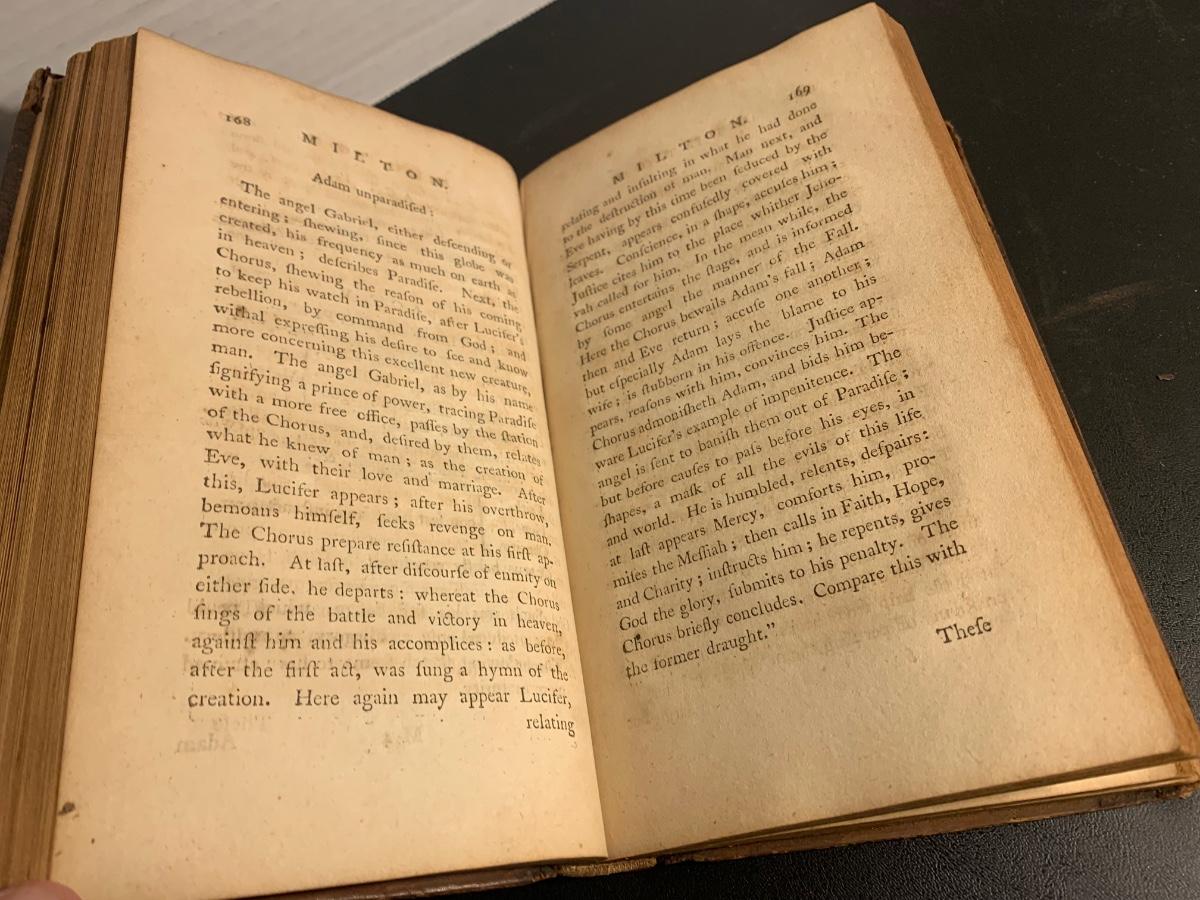 168
MILTON.
Adam unparadiſed:
The angel Gabriel, either deſcending or
entering; ſhewing, ſince this globe was
created, his frequency as much on earth as
in heaven; deſcribes Paradiſe. Next, the
Chorus, ſhewing the reaſon of his coming
to keep his watch in Paradiſe, after Lucifer's
rebellion, by command from God; and
withal expreſſing his deſire to ſee and know
more concerning this excellent new creature,
man. The angel Gabriel, as by his name
ſignifying a prince of power, tracing Paradiſe
with a more free office, paſſes by the ſtation
of the Chorus, and, deſired by them, relates
what he knew of man; as the creation of
Eve, with their love and marriage. After
this, Lucifer appears; after his overthrow,
bemoans himſelf, ſeeks revenge on man.
The Chorus prepare reſiſtance at his firſt ap-
proach. At laſt, after diſcourſe of enmity on
either ſide, he departs: whereat the Chorus
ſings of the battle and victory in heaven,
againſt him and his accomplices: as before,
after the firſt act, was ſung a hymn of the
creation. Here again may appear Lucifer,
relating
169
MILTON.
relating and inſulting in what he had done
to the deſtruction of man. Man next, and
Eve having by this time been ſeduced by the
Serpent, appears confuſedly covered with
leaves. Conſcience, in a ſhape, accuſes him;
Juſtice cites him to the place whither Jeho-
vah called for him. In the mean while, the
Chorus entertains the ſtage, and is informed
by ſome angel the manner of the Fall.
Here the Chorus bewails Adam's fall; Adam
then and Eve return; accuſe one another;
but eſpecially Adam lays the blame to his
wife; is ſtubborn in his offence. Juſtice ap-
pears, reaſons with him, convinces him. The
Chorus admoniſheth Adam, and bids him be-
ware Lucifer's example of impenitence. The
angel is ſent to baniſh them out of Paradiſe;
but before cauſes to paſs before his eyes, in
ſhapes, a maſk of all the evils of this life
and world. He is humbled, relents, deſpairs:
at laſt appears Mercy, comforts him, pro-
miſes the Meſſiah; then calls in Faith, Hope,
and Charity; inſtructs him; he repents, gives
God the glory, ſubmits to his penalty. The
Chorus briefly concludes. Compare this with
the former draught."
Theſe